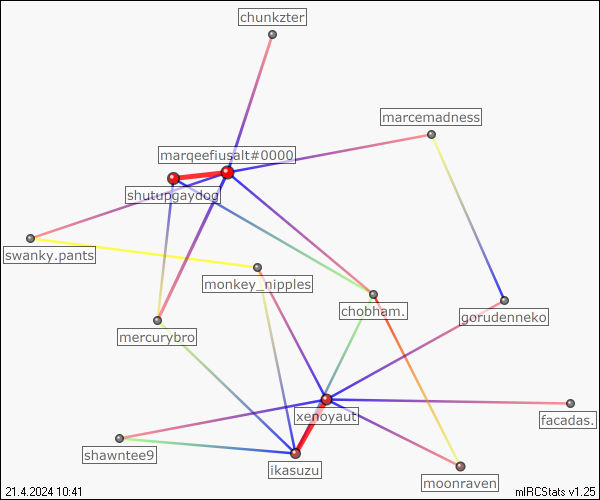 chunkzter
marcemadness
marqeefiusalt#0000
shutupgaydog
swanky.pants
monkey_nipples
chobham.
gorudenneko
mercurybro
xenoyaut
facadas.
shawntee9
ikasuzu
moonraven
21.4.2024 10:41
mIRCStats v1.25